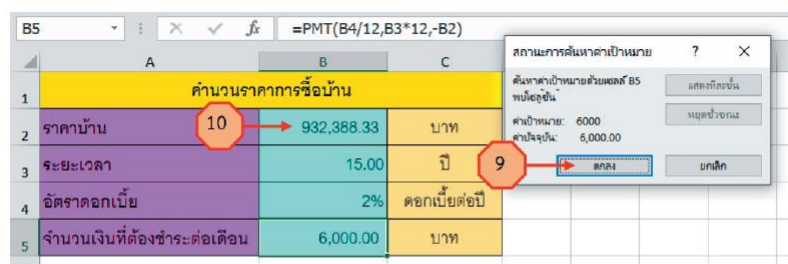 B5 fx =PMT(B4/12,B3*12,-B2)
A B C
1 คำนวนราคาการซื้อบ้าน
2 ราคาบ้าน 10 932,388.33 บาท
3 ระยะเวลา 15.00 ปี
4 อัตราดอกเบี้ย 2% ดอกเบี้ยต่อปี
5 จำนวนเงินที่ต้องชำระต่อเดือน 6,000.00 บาท
สถานะการค้นหาค่าเป้าหมาย ? ×
ค้นหาค่าเป้าหมายด้วยเซลล์ B5
พบโซลูชัน
ค่าเป้าหมาย: 6000
ค่าปัจจุบัน: 6,000.00
แสดงทีละขั้น
หยุดชั่วขณะ
9 ตกลง ยกเลิก